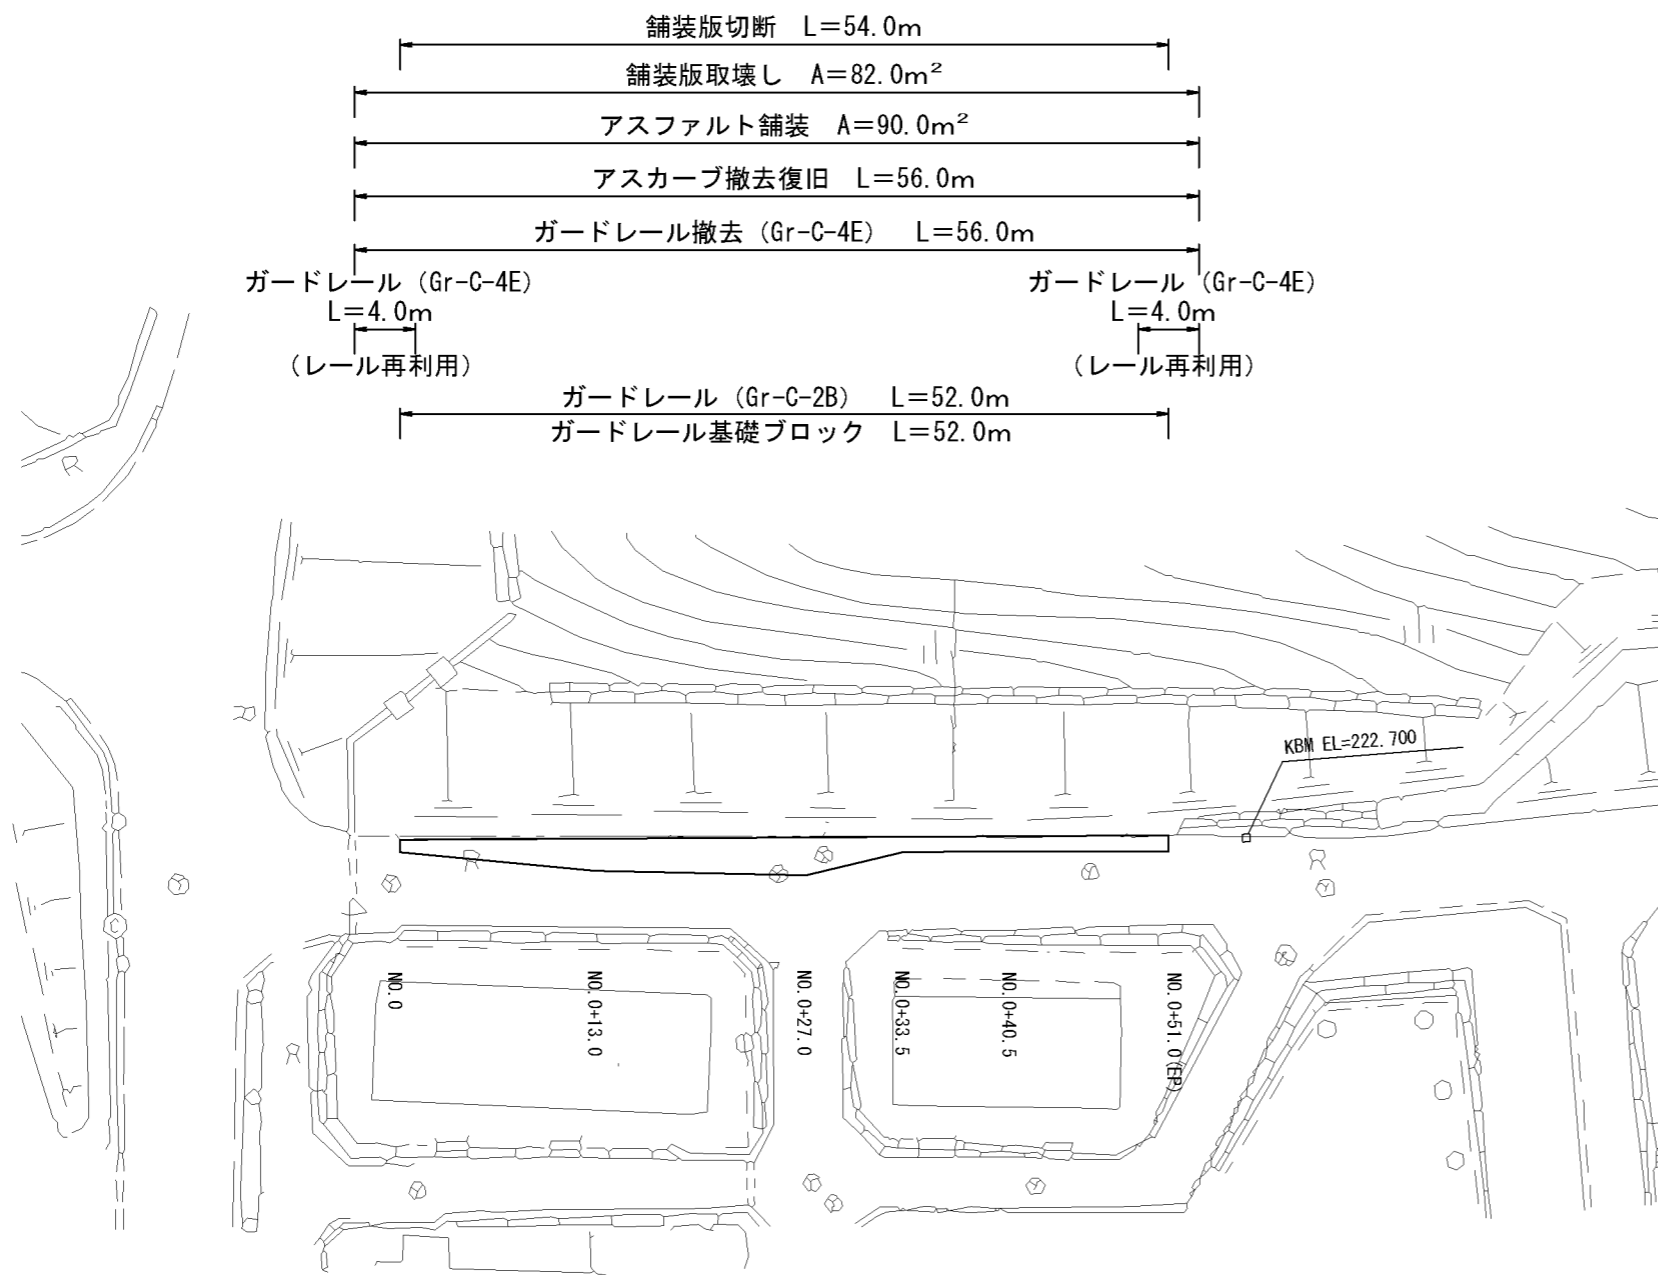 舗装版切断　L＝54.0m
舗装版取壊し　A＝82.0m²
アスファルト舗装　A＝90.0m²
アスカーブ撤去復旧　L＝56.0m
ガードレール撤去（Gr-C-4E）　L＝56.0m
ガードレール（Gr-C-4E）
L＝4.0m
（レール再利用）
ガードレール（Gr-C-4E）
L＝4.0m
（レール再利用）
ガードレール（Gr-C-2B）　L＝52.0m
ガードレール基礎ブロック　L＝52.0m
KBM EL=222.700
NO.0
NO.0+13.0
NO.0+27.0
NO.0+33.5
NO.0+40.5
NO.0+51.0(EP)